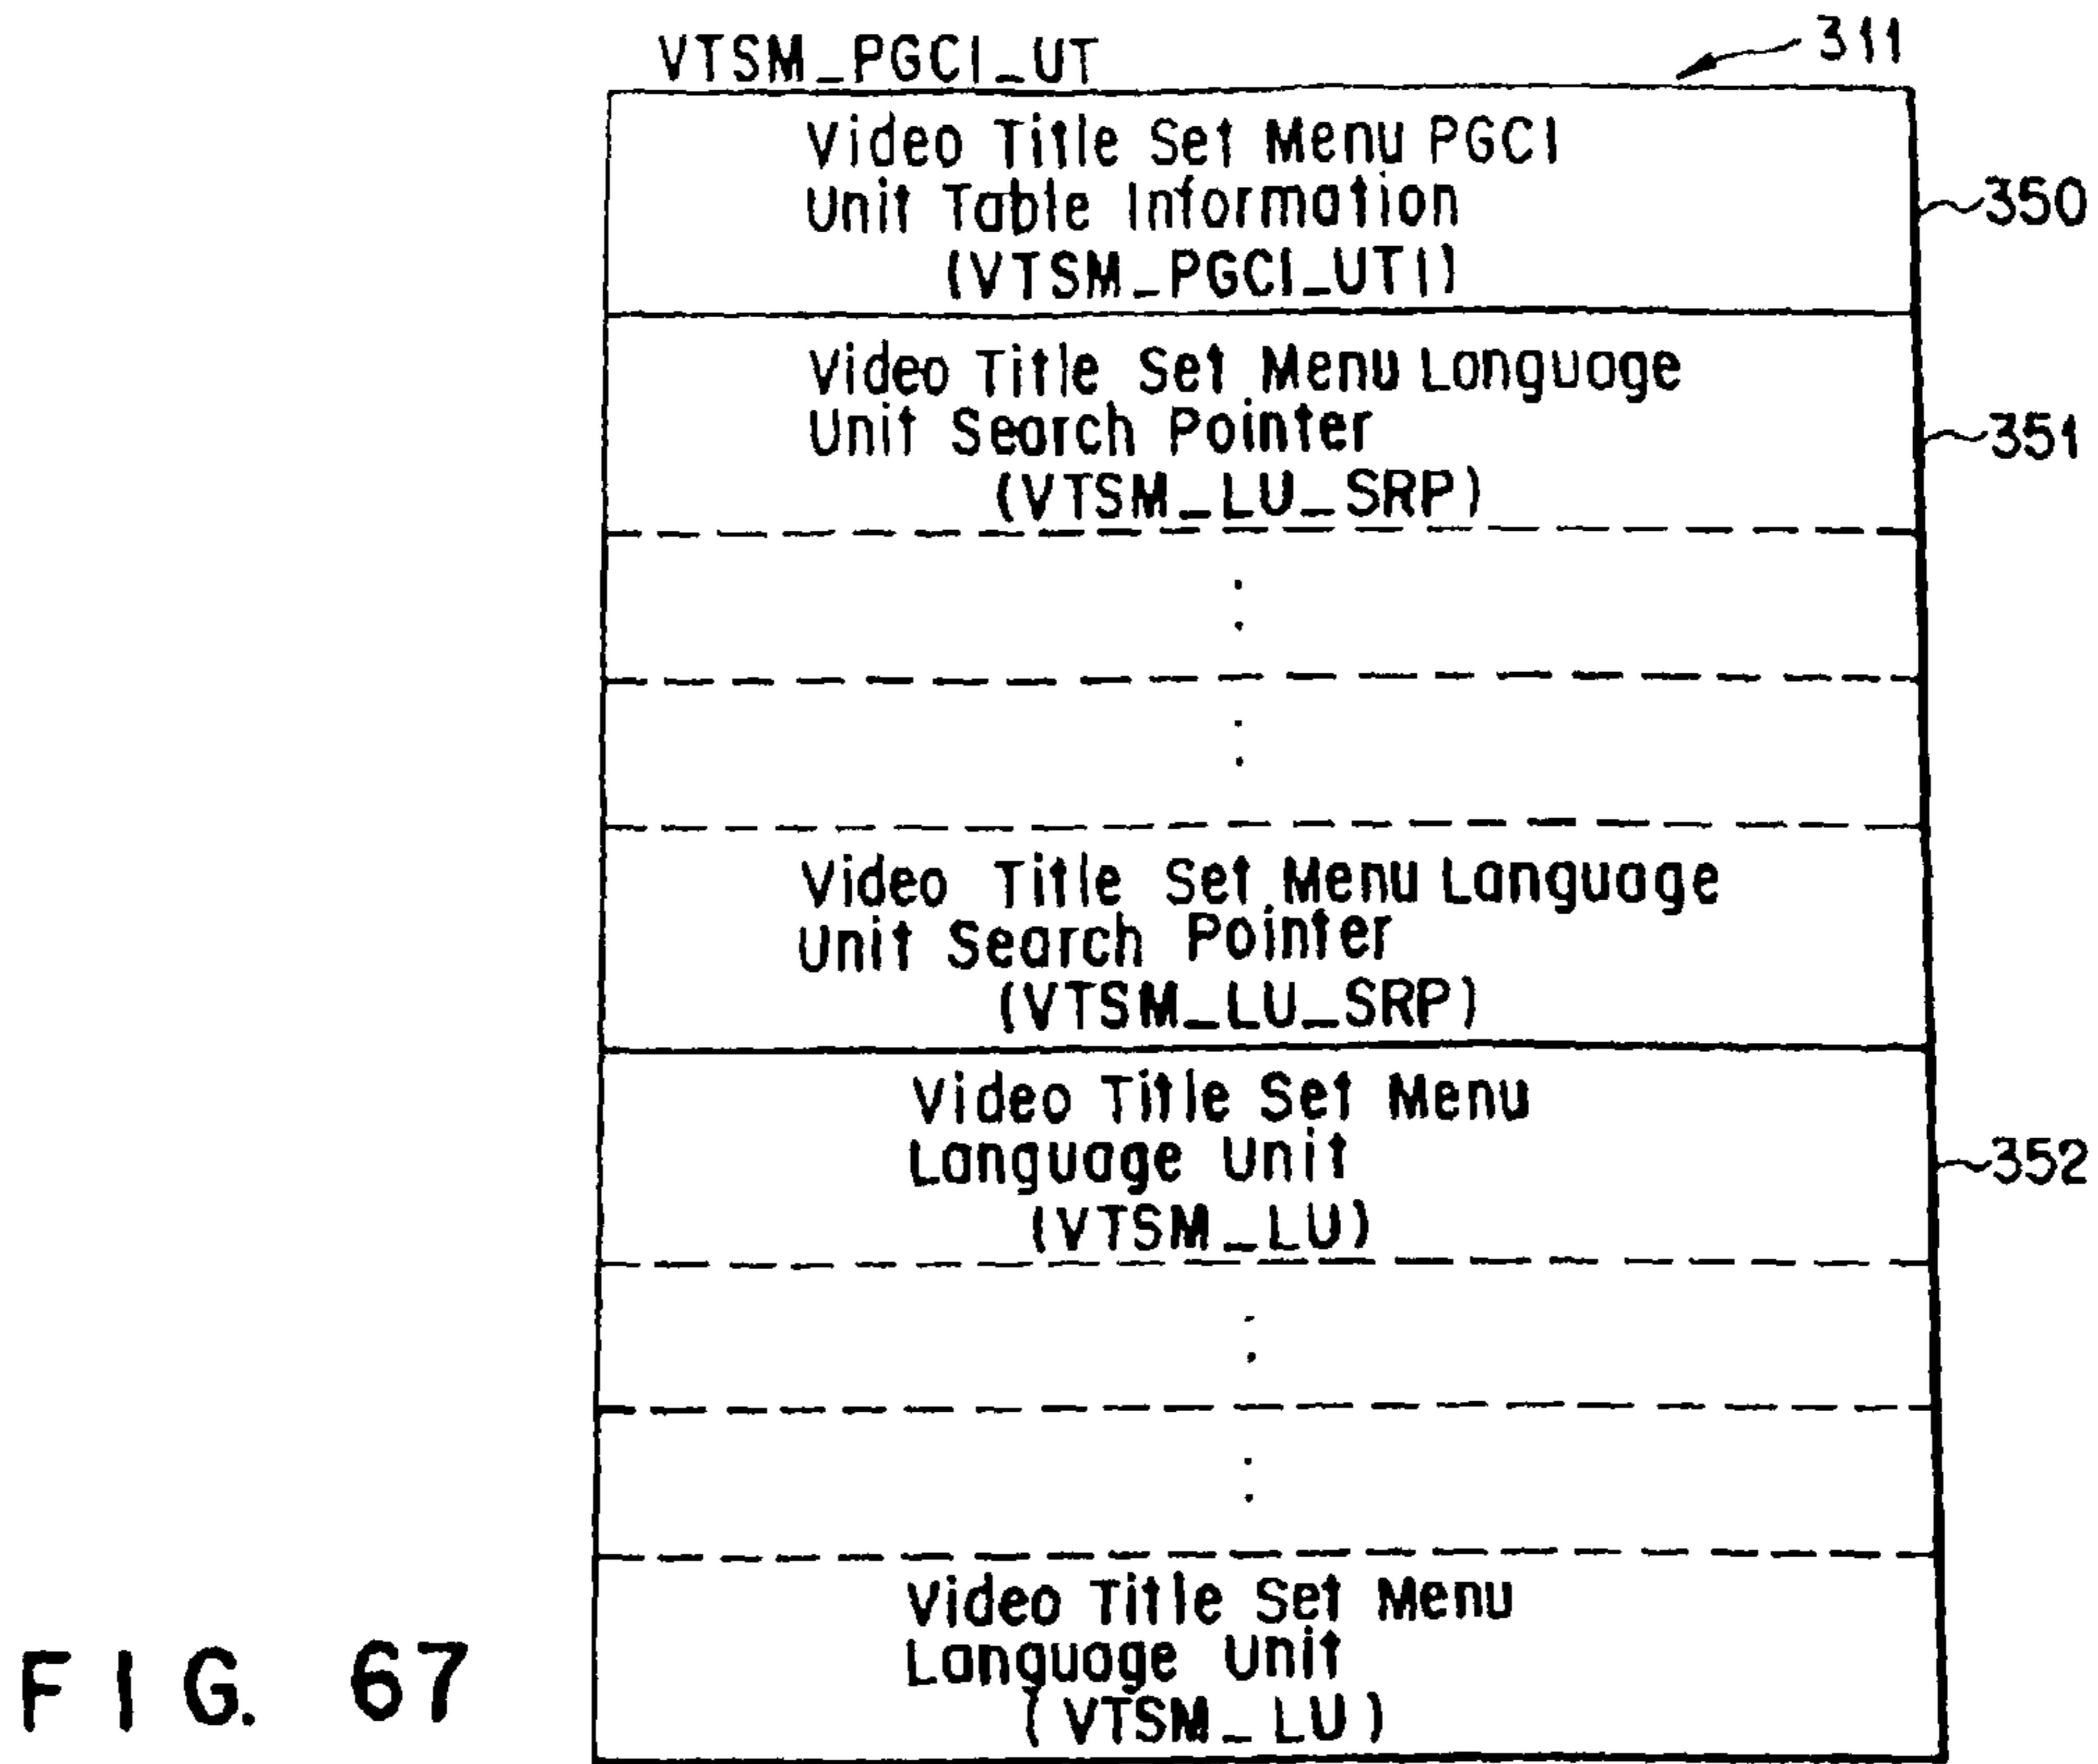 VTSM_PGCI_UT
311
Video Title Set Menu PGCI
Unit Table Information
(VTSM_PGCI_UTI)
350
Video Title Set Menu Language
Unit Search Pointer
(VTSM_LU_SRP)
351
Video Title Set Menu Language
Unit Search Pointer
(VTSM_LU_SRP)
Video Title Set Menu
Language Unit
(VTSM_LU)
352
Video Title Set Menu
Language Unit
(VTSM_LU)
FIG. 67